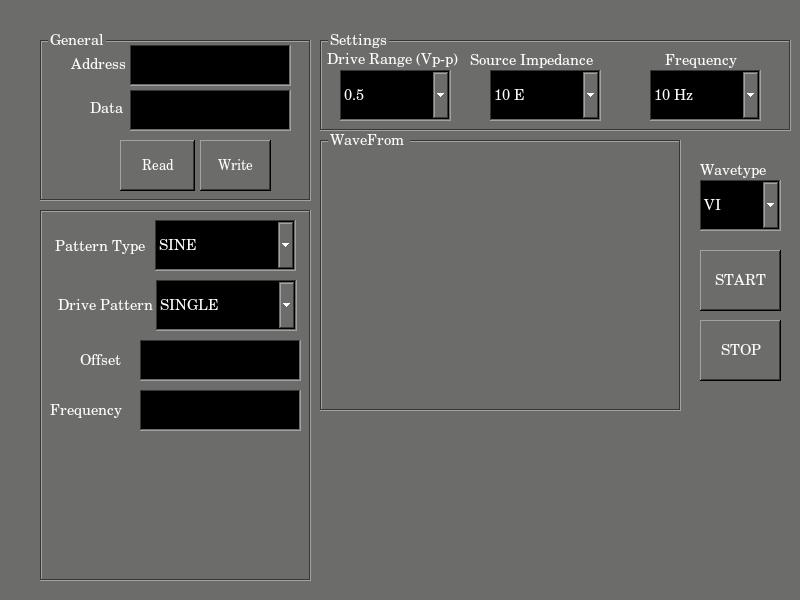 General
Address
Data
Read Write
Pattern Type SINE
Drive Pattern SINGLE
Offset
Frequency
Settings
Drive Range (Vp-p) Source Impedance Frequency
0.5 10 E 10 Hz
WaveFrom
Wavetype
VI
START
STOP